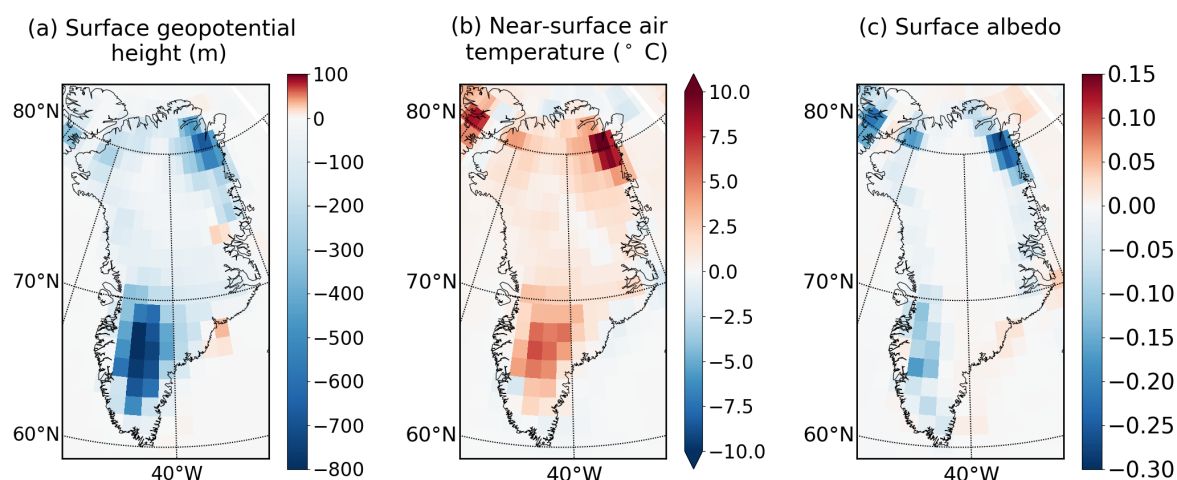 (a) Surface geopotential
height (m)
(b) Near-surface air
temperature (° C)
(c) Surface albedo
80°N
70°N
60°N
40°W
100
0
−100
−200
−300
−400
−500
−600
−700
−800
80°N
70°N
60°N
40°W
10.0
7.5
5.0
2.5
0.0
−2.5
−5.0
−7.5
−10.0
80°N
70°N
60°N
40°W
0.15
0.10
0.05
0.00
−0.05
−0.10
−0.15
−0.20
−0.25
−0.30